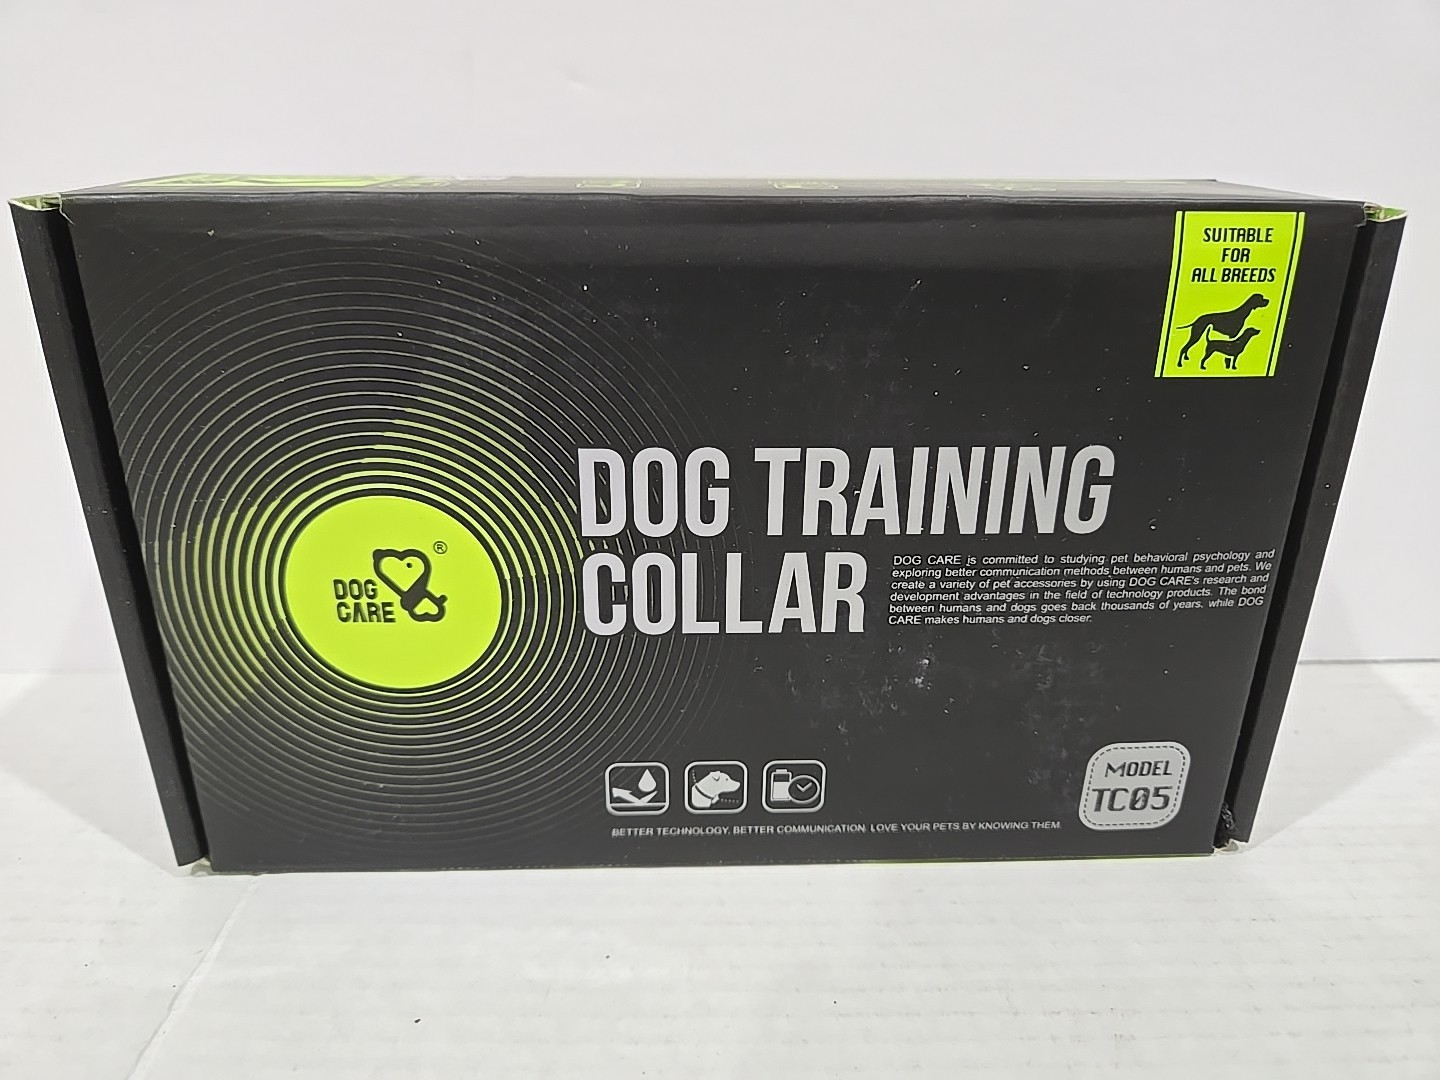 SUITABLE
FOR
ALL BREEDS
DOG TRAINING
COLLAR
DOG
CARE
®
DOG CARE is committed to studying pet behavioral psychology and
exploring better communication methods between humans and pets. We
create a variety of pet accessories by using DOG CARE's research and
development advantages in the field of technology products. The bond
between humans and dogs goes back thousands of years. while DOG
CARE makes humans and dogs closer.
MODEL
TC05
BETTER TECHNOLOGY, BETTER COMMUNICATION. LOVE YOUR PETS BY KNOWING THEM.